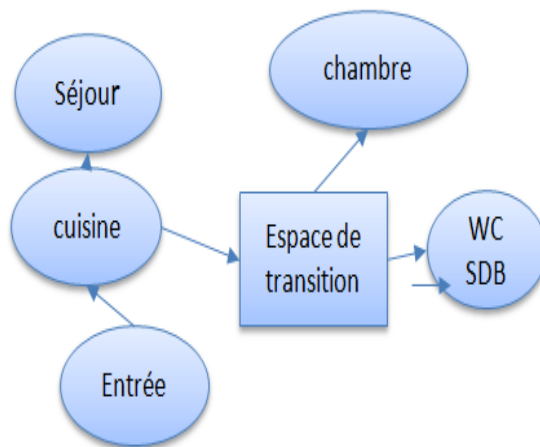 chambre
Séjour
cuisine
Espace de
transition
WC
SDB
Entrée